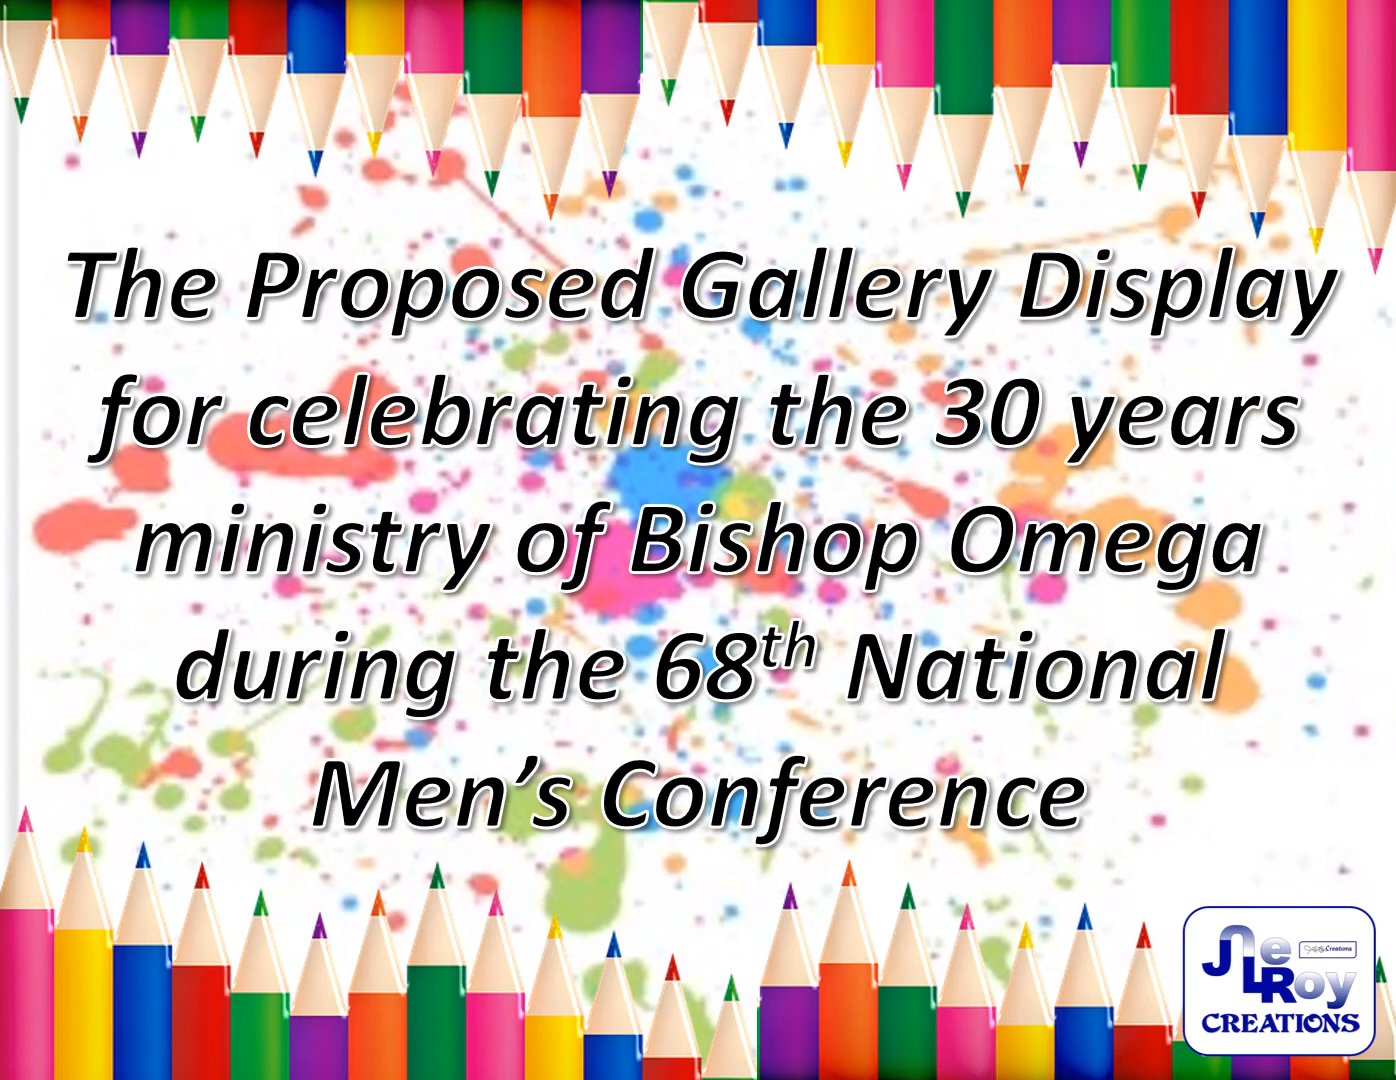 The Proposed Gallery Display
for celebrating the 30 years
ministry of Bishop Omega
during the 68th National
Men’s Conference
Creations
CREATIONS